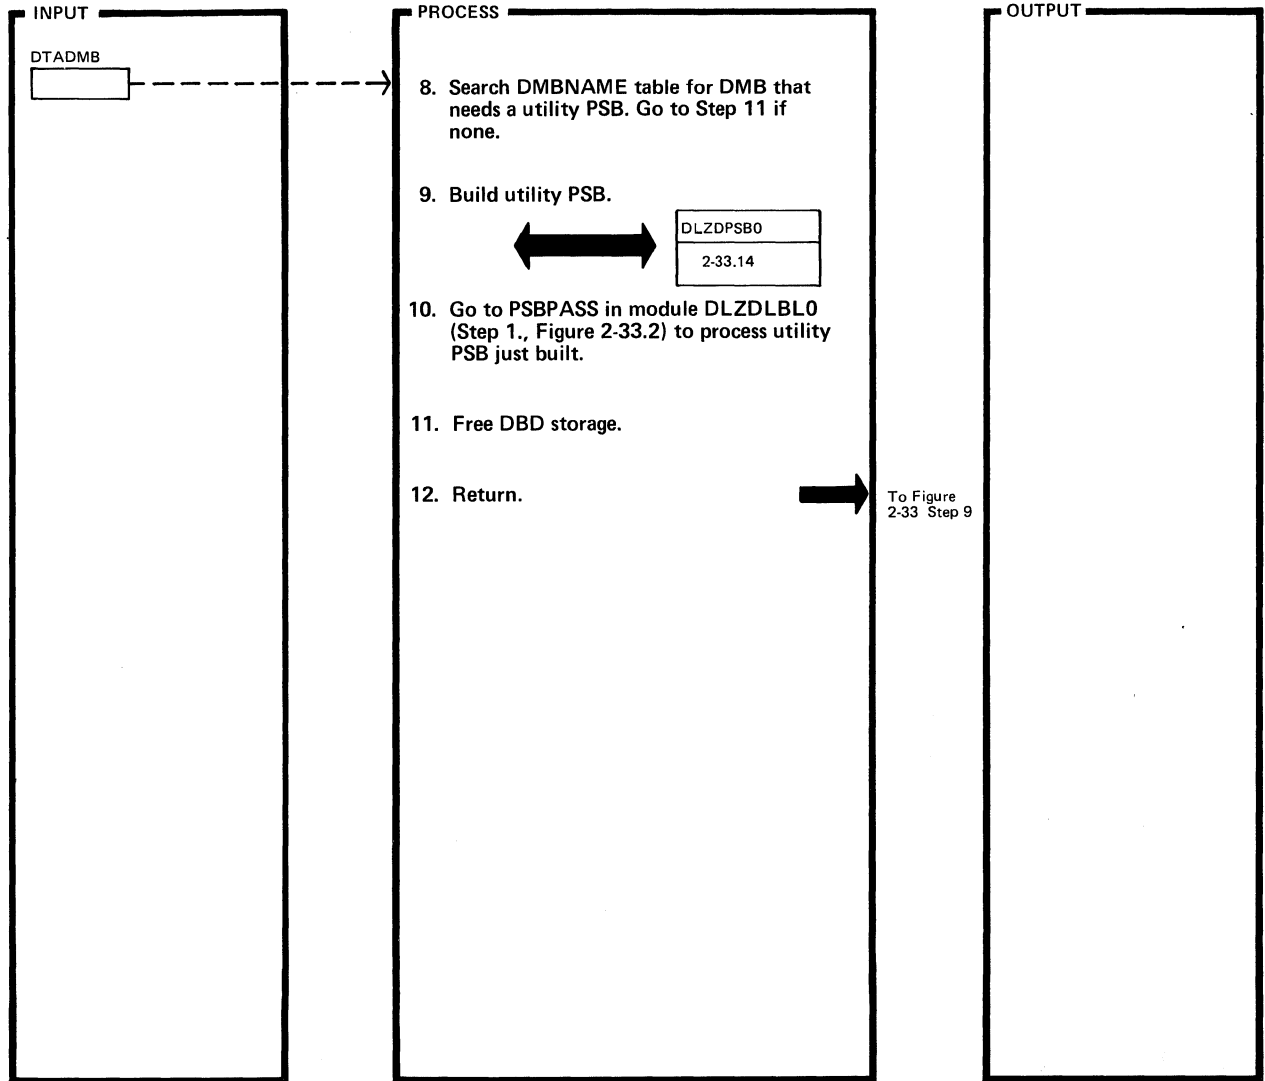 INPUT
PROCESS
OUTPUT
DTADMB
8. Search DMBNAME table for DMB that
needs a utility PSB. Go to Step 11 if
none.
9. Build utility PSB.
DLZDPSB0
2-33.14
10. Go to PSBPASS in module DLZDLBL0
(Step 1., Figure 2-33.2) to process utility
PSB just built.
11. Free DBD storage.
12. Return.
To Figure
2-33 Step 9